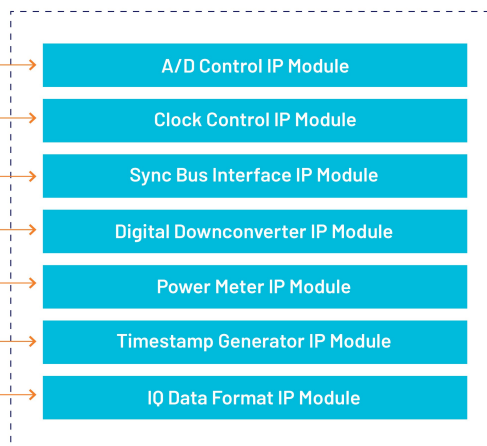 A/D Control IP Module
Clock Control IP Module
Sync Bus Interface IP Module
Digital Downconverter IP Module
Power Meter IP Module
Timestamp Generator IP Module
IQ Data Format IP Module